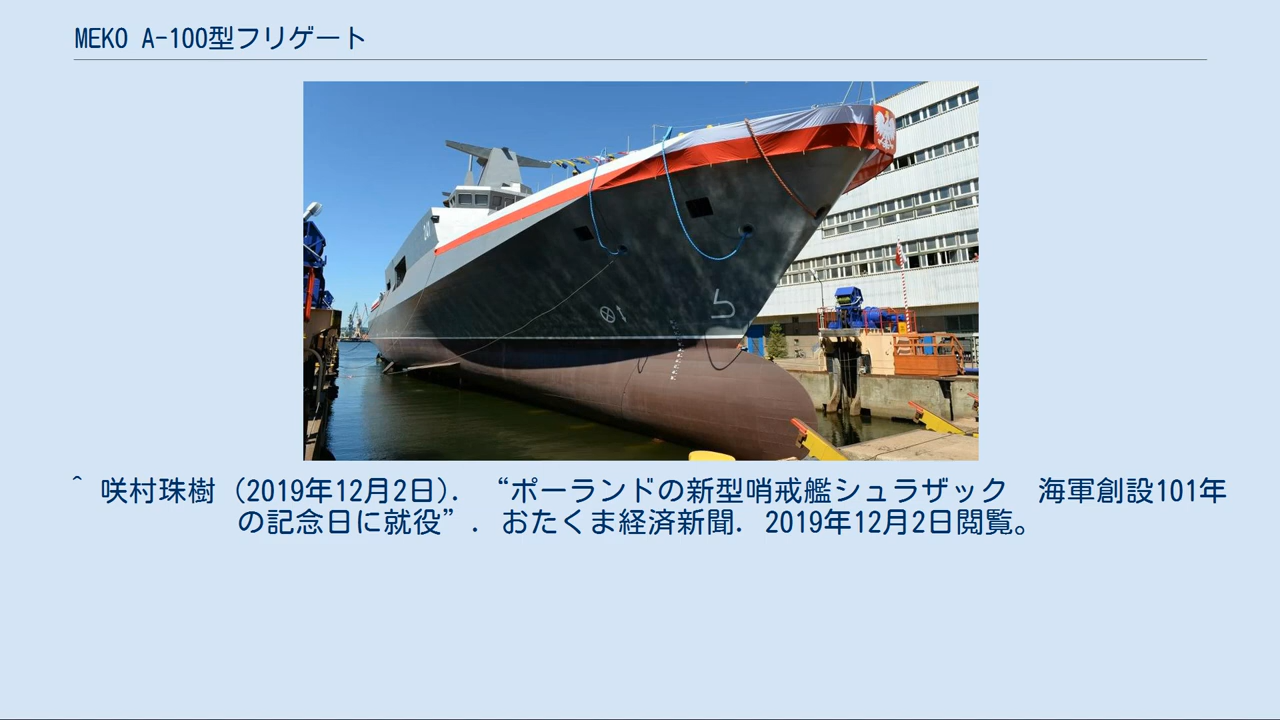 MEKO A-100型フリゲート
^ 咲村珠樹 (2019年12月2日). “ポーランドの新型哨戒艦シュラザック　海軍創設101年
の記念日に就役”. おたくま経済新聞. 2019年12月2日閲覧。